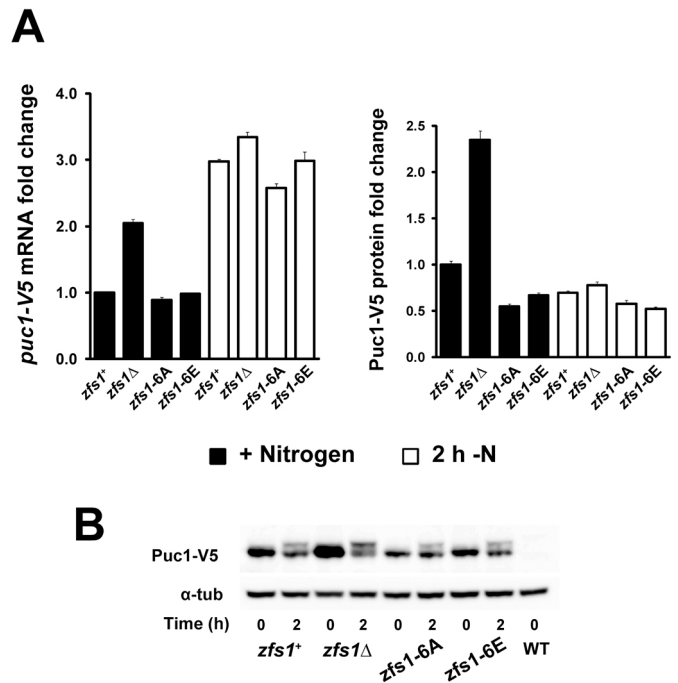 A
puc1-V5 mRNA fold change
4.0
3.0
2.0
1.0
0.0
zfs1+ zfs1Δ zfs1-6A zfs1-6E zfs1+ zfs1Δ zfs1-6A zfs1-6E
Puc1-V5 protein fold change
2.5
2.0
1.5
1.0
0.5
0.0
zfs1+ zfs1Δ zfs1-6A zfs1-6E zfs1+ zfs1Δ zfs1-6A zfs1-6E
+ Nitrogen 2 h -N
B
Puc1-V5
α-tub
Time (h) 0 2 0 2 0 2 0 2 0
zfs1+ zfs1Δ zfs1-6A zfs1-6E WT